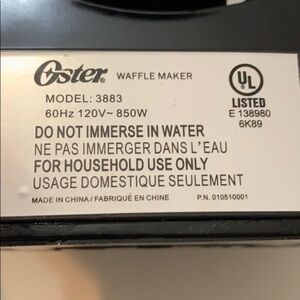 Oster WAFFLE MAKER
MODEL: 3883
60Hz 120V~ 850W
UL
LISTED
E 138980
6K89
DO NOT IMMERSE IN WATER
NE PAS IMMERGER DANS L'EAU
FOR HOUSEHOLD USE ONLY
USAGE DOMESTIQUE SEULEMENT
MADE IN CHINA / FABRIQUÉ EN CHINE P.N. 010510001